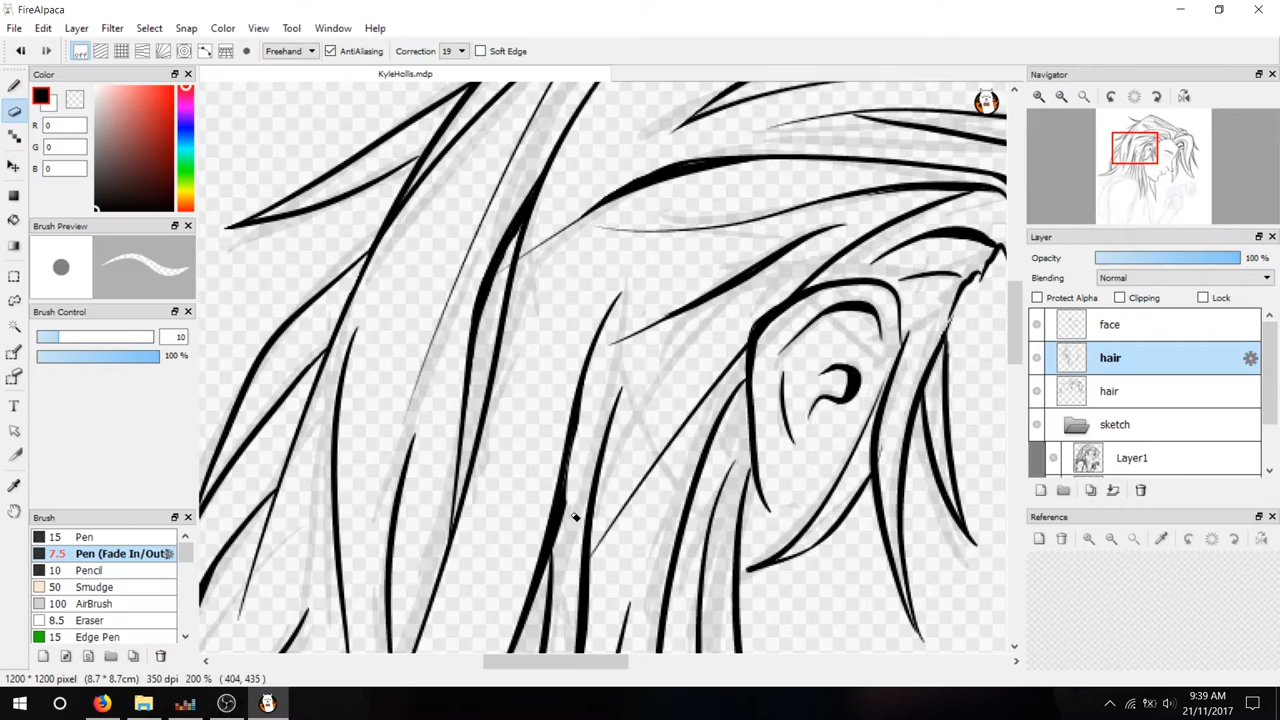 FireAlpaca
File Edit Layer Filter Select Snap Color View Tool Window Help
off Freehand AntiAliasing Correction 19 Soft Edge
Color
KyleHolls.mdp
Navigator
R 0
G 0
B 0
Brush Preview
Layer
Opacity 100 %
Blending Normal
Protect Alpha Clipping Lock
Brush Control
10
100 %
face
hair
hair
sketch
Layer1
Brush
Reference
15 Pen
7.5 Pen (Fade In/Out
10 Pencil
50 Smudge
100 AirBrush
8.5 Eraser
15 Edge Pen
1200 * 1200 pixel (8.7 * 8.7cm) 350 dpi 200 % ( 404, 435)
9:39 AM
21/11/2017